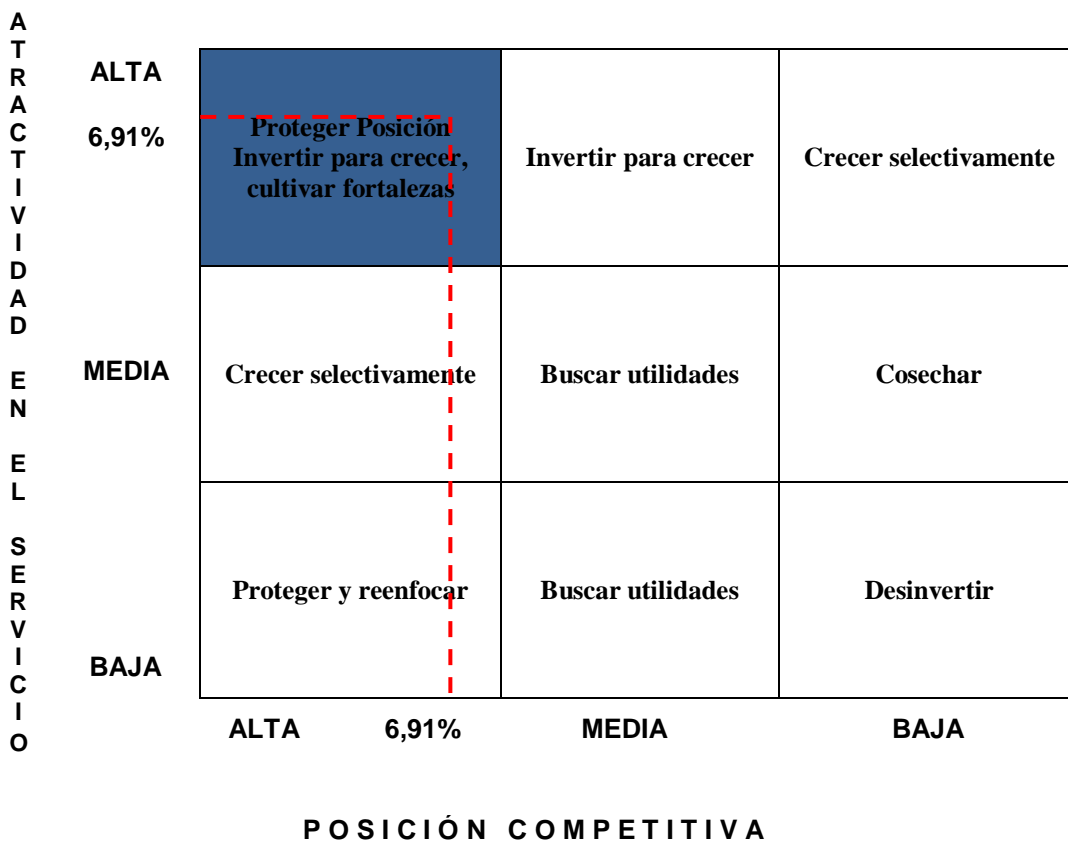 ATRACTIVIDAD EN EL SERVICIO
ALTA
6,91%
Proteger Posición
Invertir para crecer,
cultivar fortalezas
Invertir para crecer
Crecer selectivamente
MEDIA
Crecer selectivamente
Buscar utilidades
Cosechar
BAJA
Proteger y reenfocar
Buscar utilidades
Desinvertir
ALTA
6,91%
MEDIA
BAJA
POSICIÓN COMPETITIVA